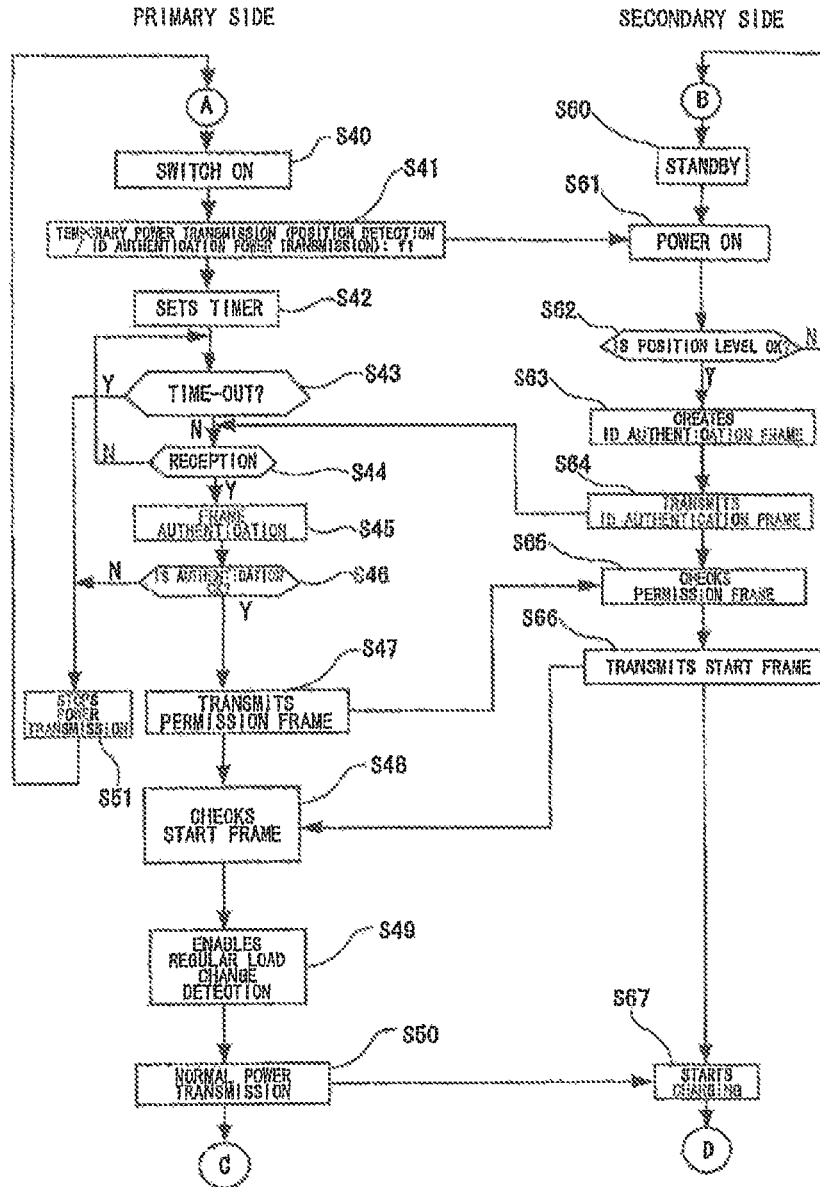 PRIMARY SIDE
SECONDARY SIDE
A
S40
SWITCH ON
S41
TEMPORARY POWER TRANSMISSION (POSITION DETECTION
ID AUTHENTICATION POWER TRANSMISSION): f1
S42
SETS TIMER
S43
TIME-OUT?
Y
N
S44
RECEPTION
N
Y
S45
FRAME
AUTHENTICATION
S46
IS AUTHENTICATION
N
Y
S47
TRANSMITS
PERMISSION FRAME
STOPS
POWER
TRANSMISSION
S51
S48
CHECKS
START FRAME
S49
ENABLES
REGULAR LOAD
CHANGE
DETECTION
S50
NORMAL POWER
TRANSMISSION
C
B
S60
STANDBY
S61
POWER ON
S62
IS POSITION LEVEL OK?
N
Y
S63
CREATES
ID AUTHENTICATION FRAME
S64
TRANSMITS
ID AUTHENTICATION FRAME
S65
CHECKS
PERMISSION FRAME
S66
TRANSMITS START FRAME
S67
STARTS
CHARGING
D